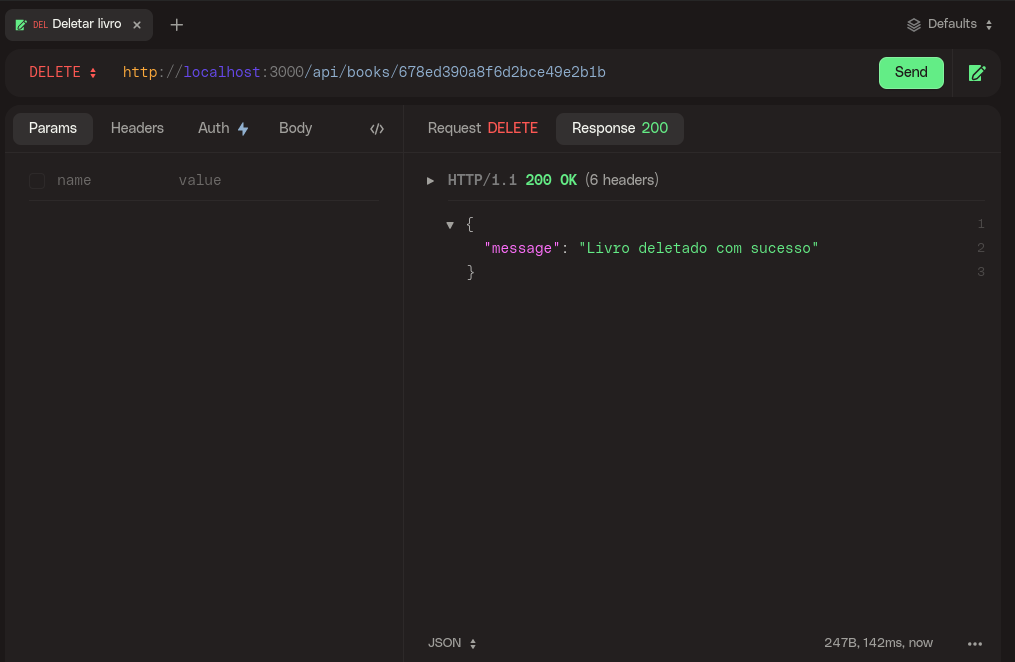 DEL Deletar livro × +
Defaults
DELETE http://localhost:3000/api/books/678ed390a8f6d2bce49e2b1b Send
Params Headers Auth Body </>
Request DELETE Response 200
name value
HTTP/1.1 200 OK (6 headers)
{ 1
"message": "Livro deletado com sucesso" 2
} 3
JSON 247B, 142ms, now